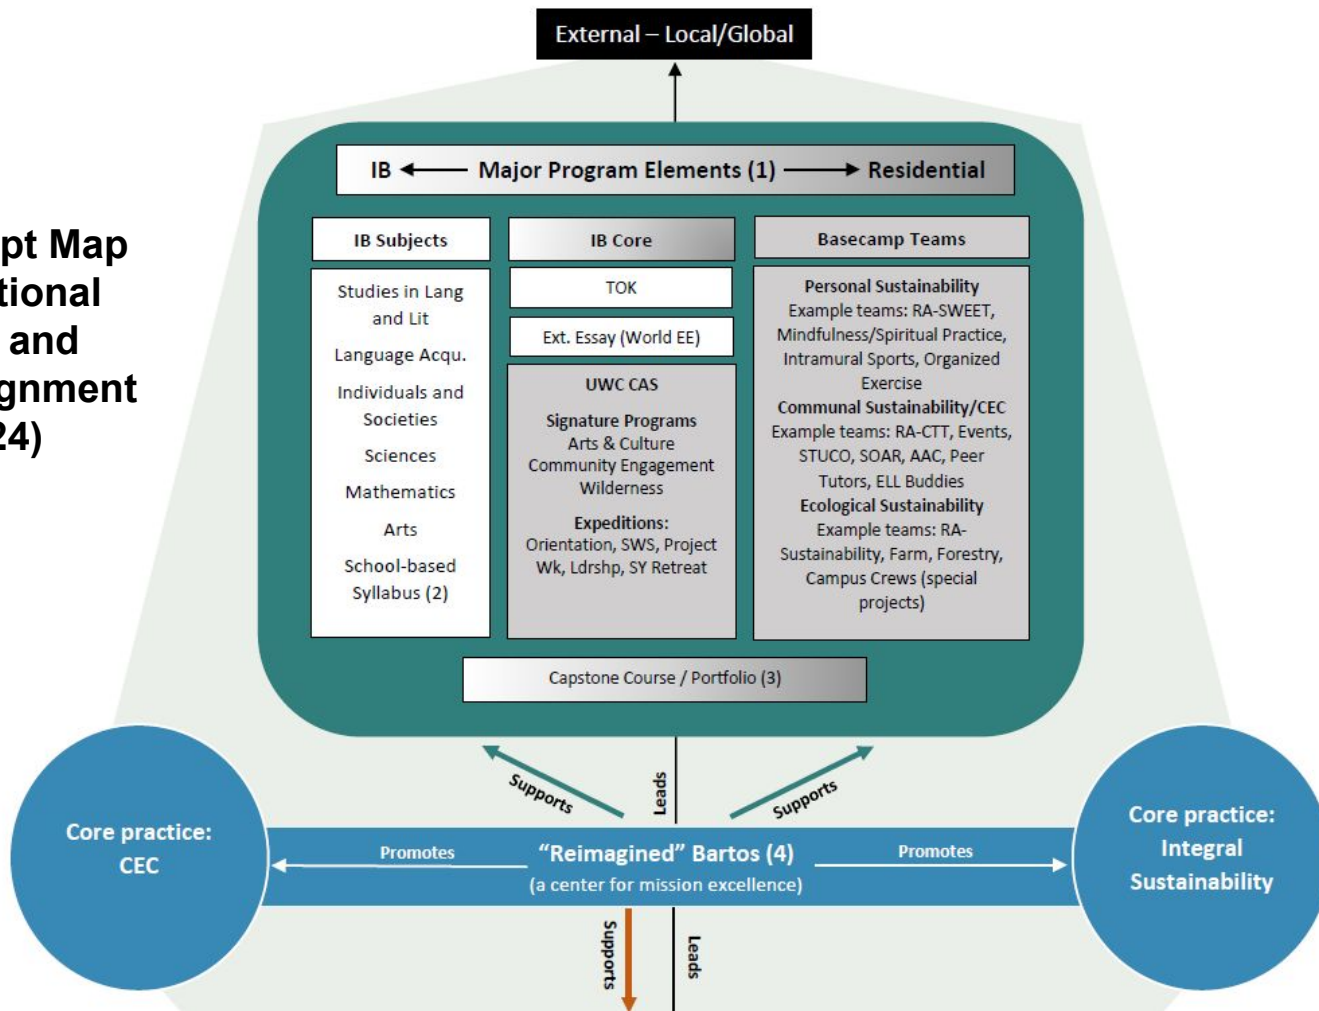 External – Local/Global
pt Map
tional
and
gnment
24)
IB
Major Program Elements (1)
Residential
IB Subjects
Studies in Lang
and Lit
Language Acqu.
Individuals and
Societies
Sciences
Mathematics
Arts
School-based
Syllabus (2)
IB Core
TOK
Ext. Essay (World EE)
UWC CAS
Signature Programs
Arts & Culture
Community Engagement
Wilderness
Expeditions:
Orientation, SWS, Project
Wk, Ldrshp, SY Retreat
Basecamp Teams
Personal Sustainability
Example teams: RA-SWEET,
Mindfulness/Spiritual Practice,
Intramural Sports, Organized
Exercise
Communal Sustainability/CEC
Example teams: RA-CTT, Events,
STUCO, SOAR, AAC, Peer
Tutors, ELL Buddies
Ecological Sustainability
Example teams: RA-
Sustainability, Farm, Forestry,
Campus Crews (special
projects)
Capstone Course / Portfolio (3)
Supports
Leads
Supports
Core practice:
CEC
Promotes
"Reimagined" Bartos (4)
(a center for mission excellence)
Promotes
Core practice:
Integral
Sustainability
Supports
Leads